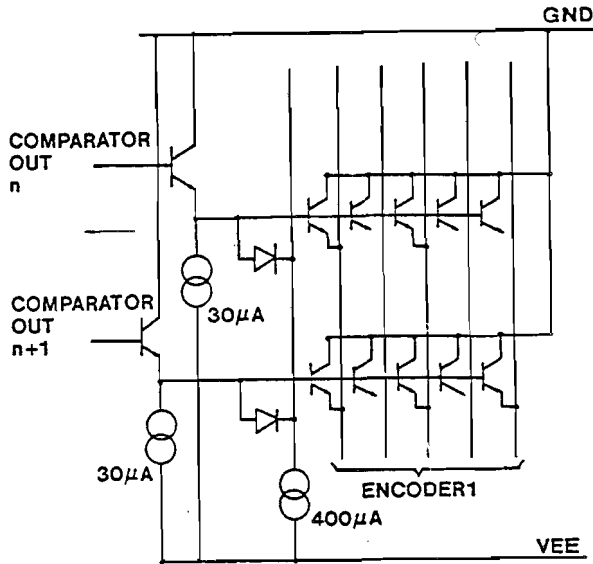 GND
COMPARATOR
OUT
n
30µA
COMPARATOR
OUT
n+1
30µA
ENCODER1
400µA
VEE